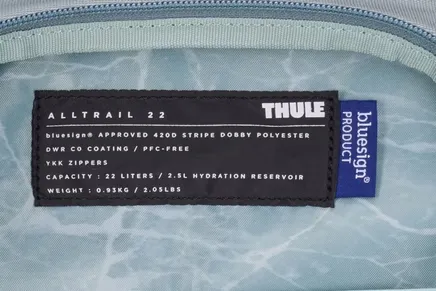 ALLTRAIL 22
THULE
bluesign® APPROVED 420D STRIPE DOBBY POLYESTER
DWR C0 COATING / PFC-FREE
YKK ZIPPERS
CAPACITY : 22 LITERS / 2.5L HYDRATION RESERVOIR
WEIGHT : 0.93KG / 2.05LBS
bluesign®
PRODUCT